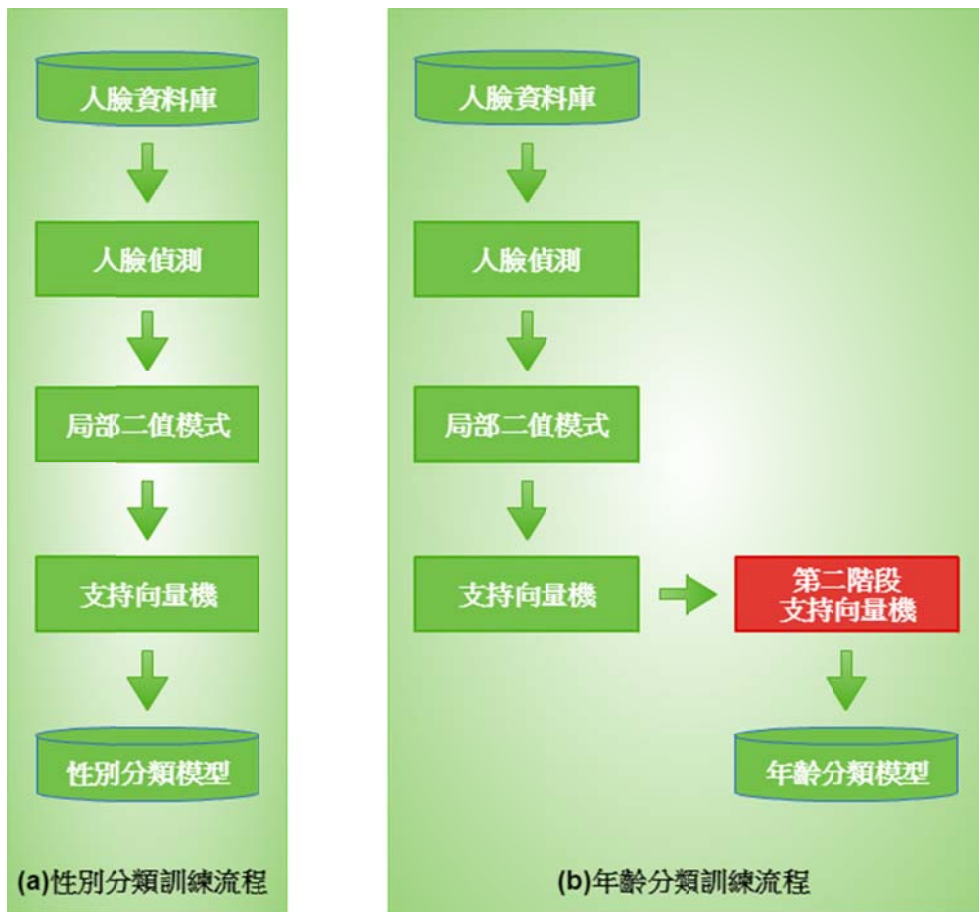 人臉資料庫
人臉偵測
局部二值模式
支持向量機
性別分類模型
(a)性別分類訓練流程
人臉資料庫
人臉偵測
局部二值模式
支持向量機
第二階段
支持向量機
年齡分類模型
(b)年齡分類訓練流程